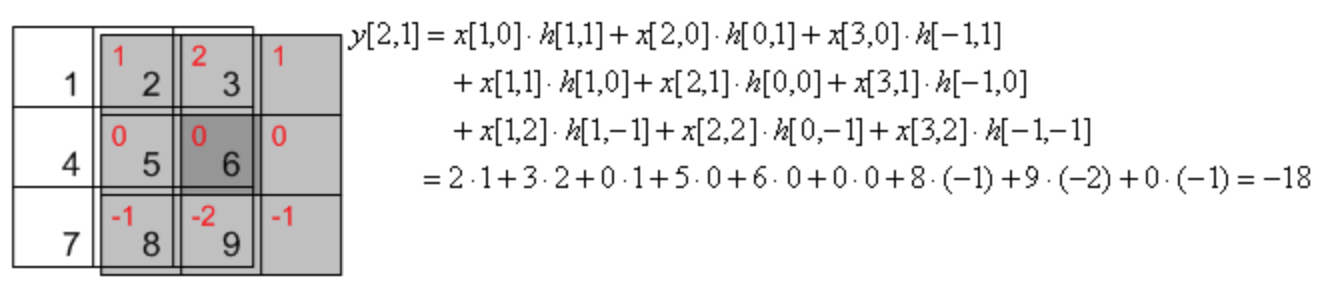 1 2 1
1 2 3
0 0 0
4 5 6
-1 -2 -1
7 8 9
y[2,1] = x[1,0]· h[1,1] + x[2,0]· h[0,1] + x[3,0]· h[−1,1]
+ x[1,1]· h[1,0] + x[2,1]· h[0,0] + x[3,1]· h[−1,0]
+ x[1,2]· h[1,−1] + x[2,2]· h[0,−1] + x[3,2]· h[−1,−1]
= 2·1+3·2+0·1+5·0+6·0+0·0+8·(−1)+9·(−2)+0·(−1) = −18